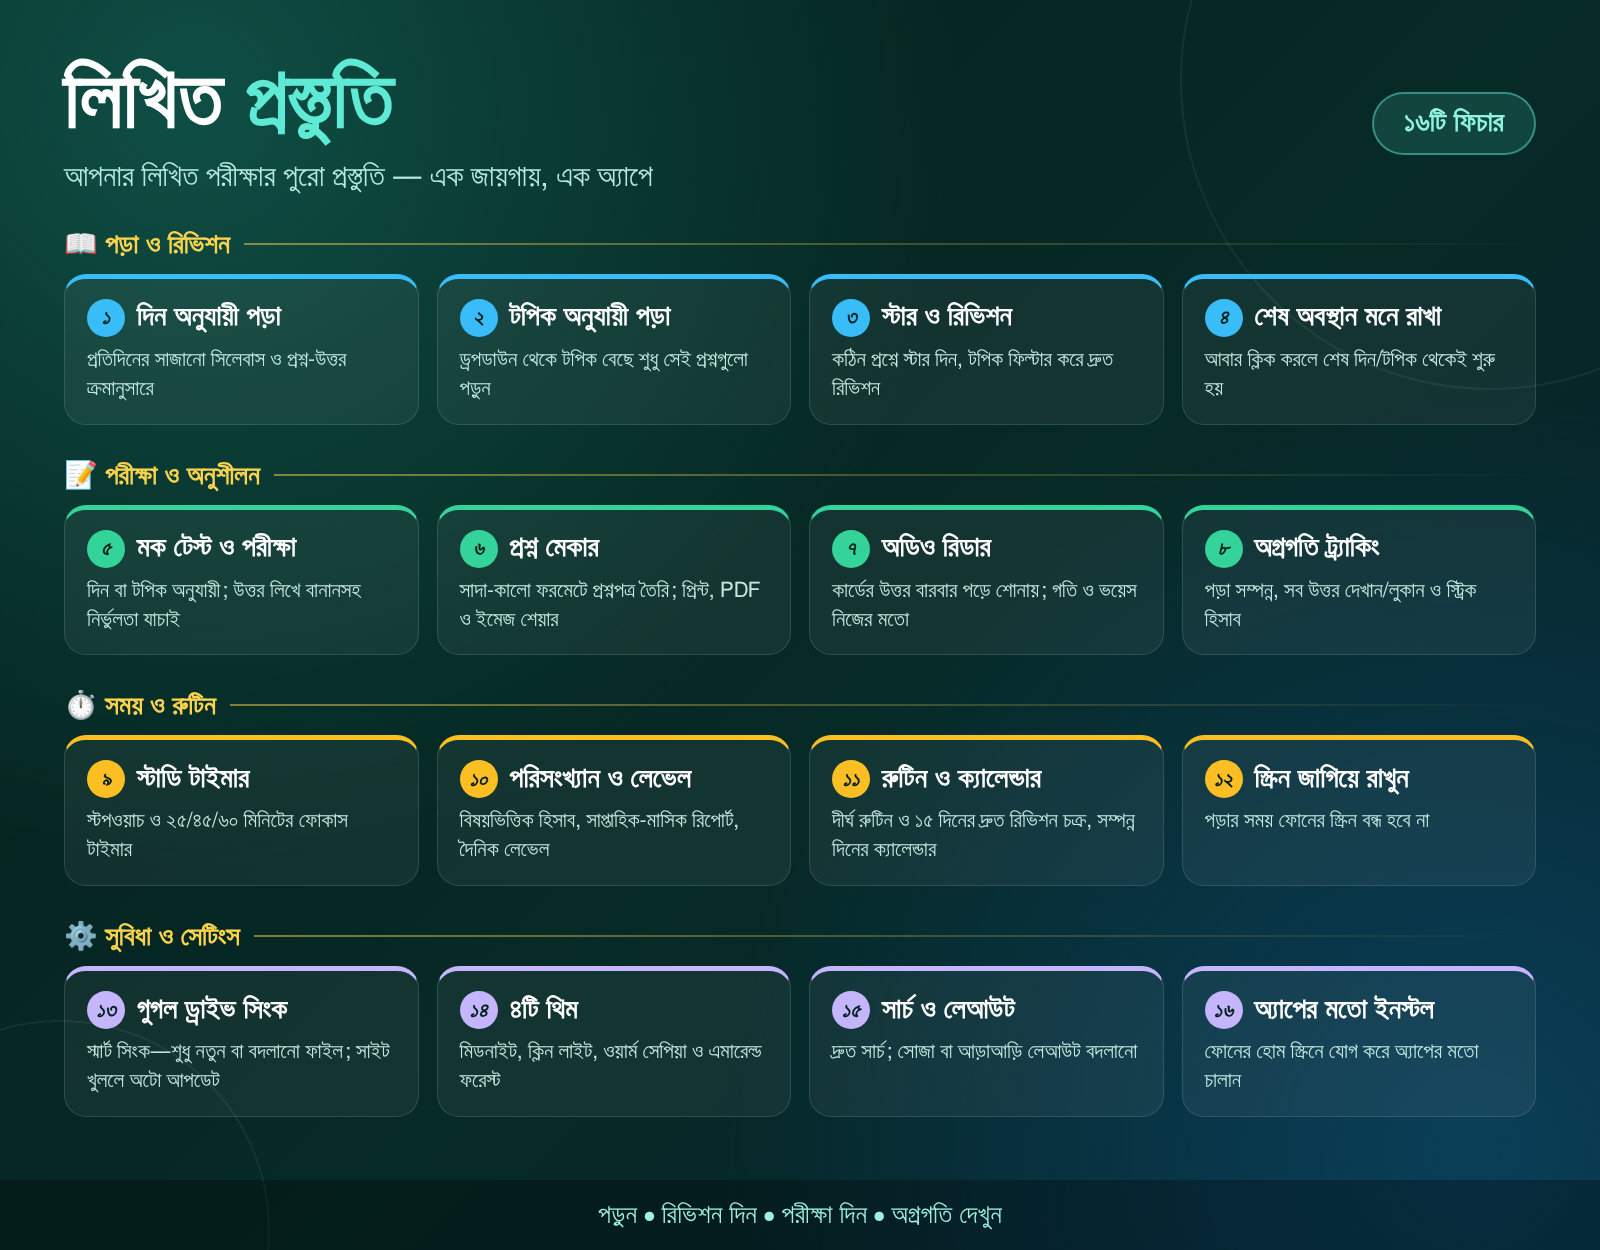 লিখিত প্রস্তুতি
১৬টি ফিচার
আপনার লিখিত পরীক্ষার পুরো প্রস্তুতি — এক জায়গায়, এক অ্যাপে
পড়া ও রিভিশন
১ দিন অনুযায়ী পড়া
প্রতিদিনের সাজানো সিলেবাস ও প্রশ্ন-উত্তর
ক্রমানুসারে
২ টপিক অনুযায়ী পড়া
ড্রপডাউন থেকে টপিক বেছে শুধু সেই প্রশ্নগুলো
পড়ুন
৩ স্টার ও রিভিশন
কঠিন প্রশ্নে স্টার দিন, টপিক ফিল্টার করে দ্রুত
রিভিশন
৪ শেষ অবস্থান মনে রাখা
আবার ক্লিক করলে শেষ দিন/টপিক থেকেই শুরু
হয়
পরীক্ষা ও অনুশীলন
৫ মক টেস্ট ও পরীক্ষা
দিন বা টপিক অনুযায়ী; উত্তর লিখে বানানসহ
নির্ভুলতা যাচাই
৬ প্রশ্ন মেকার
সাদা-কালো ফরমেটে প্রশ্নপত্র তৈরি; প্রিন্ট, PDF
ও ইমেজ শেয়ার
৭ অডিও রিডার
কার্ডের উত্তর বারবার পড়ে শোনায়; গতি ও ভয়েস
নিজের মতো
৮ অগ্রগতি ট্র্যাকিং
পড়া সম্পন্ন, সব উত্তর দেখান/লুকান ও স্ট্রিক
হিসাব
সময় ও রুটিন
৯ স্টাডি টাইমার
স্টপওয়াচ ও ২৫/৪৫/৬০ মিনিটের ফোকাস
টাইমার
১০ পরিসংখ্যান ও লেভেল
বিষয়ভিত্তিক হিসাব, সাপ্তাহিক-মাসিক রিপোর্ট,
দৈনিক লেভেল
১১ রুটিন ও ক্যালেন্ডার
দীর্ঘ রুটিন ও ১৫ দিনের দ্রুত রিভিশন চক্র, সম্পন্ন
দিনের ক্যালেন্ডার
১২ স্ক্রিন জাগিয়ে রাখুন
পড়ার সময় ফোনের স্ক্রিন বন্ধ হবে না
সুবিধা ও সেটিংস
১৩ গুগল ড্রাইভ সিংক
স্মার্ট সিংক—শুধু নতুন বা বদলানো ফাইল; সাইট
খুললে অটো আপডেট
১৪ ৪টি থিম
মিডনাইট, ক্লিন লাইট, ওয়ার্ম সেপিয়া ও এমারেল্ড
ফরেস্ট
১৫ সার্চ ও লেআউট
দ্রুত সার্চ; সোজা বা আড়াআড়ি লেআউট বদলানো
১৬ অ্যাপের মতো ইনস্টল
ফোনের হোম স্ক্রিনে যোগ করে অ্যাপের মতো
চালান
পড়ুন ● রিভিশন দিন ● পরীক্ষা দিন ● অগ্রগতি দেখুন